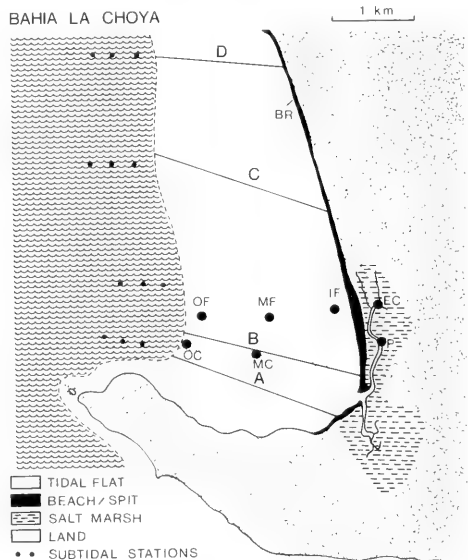 BAHIA LA CHOYA
1 km
D
BR
C
OF
MF
IF
EC
B
P
OC
MC
A
TIDAL FLAT
BEACH/SPIT
SALT MARSH
LAND
SUBTIDAL STATIONS